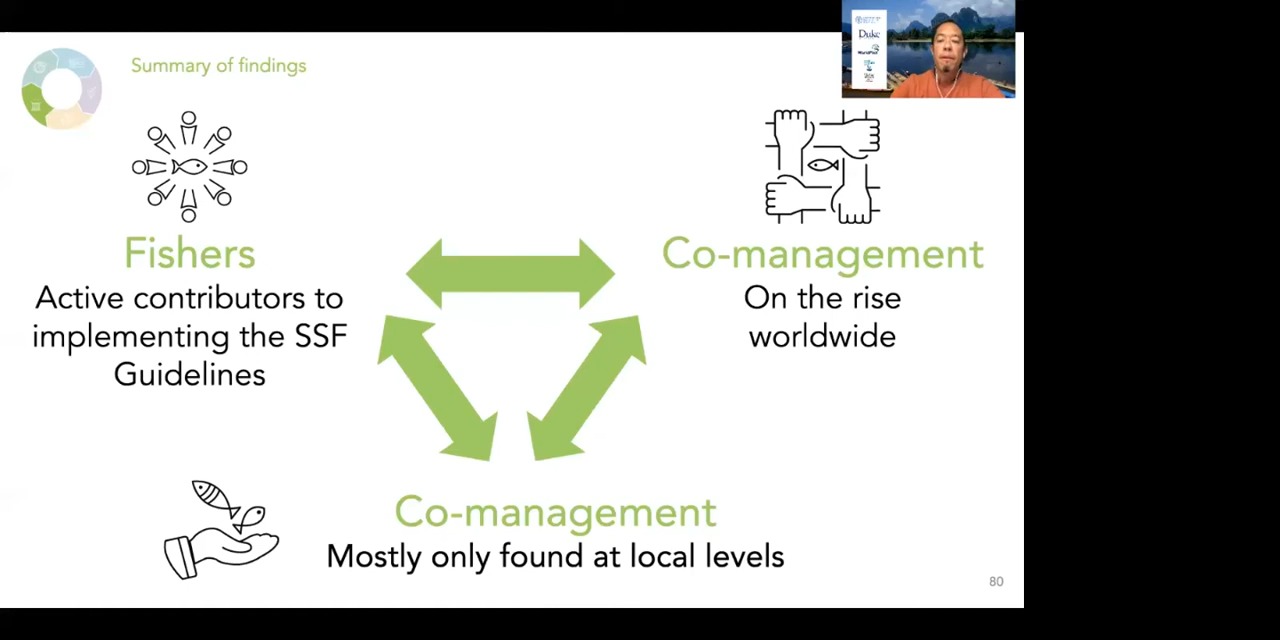 Summary of findings
Duke
Fishers
Active contributors to
implementing the SSF
Guidelines
Co-management
On the rise
worldwide
Co-management
Mostly only found at local levels
80